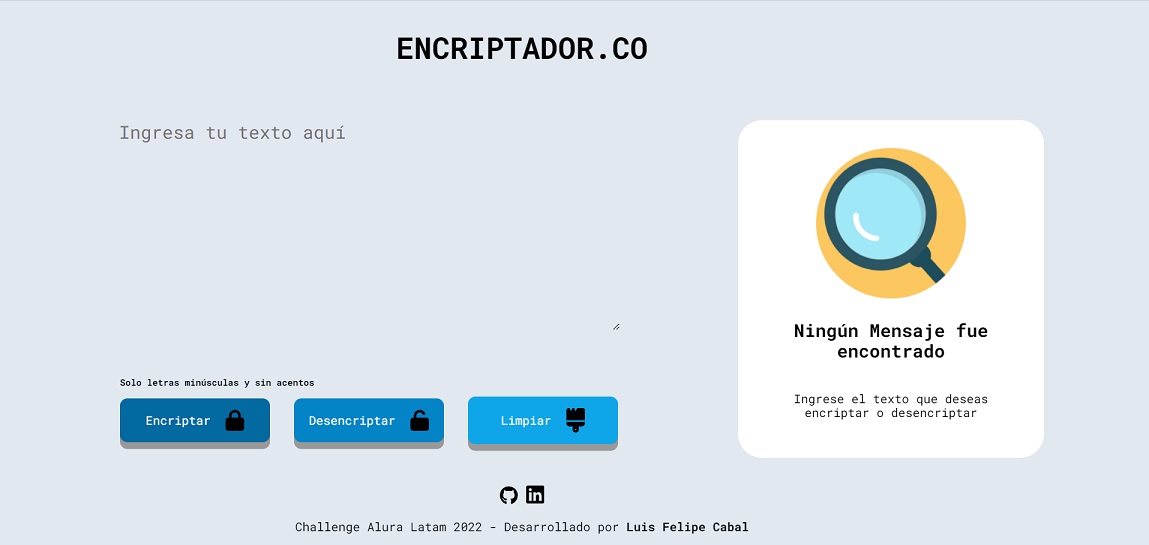 ENCRIPTADOR.CO
Ingresa tu texto aquí
Solo letras minúsculas y sin acentos
Encriptar
Desencriptar
Limpiar
Ningún Mensaje fue
encontrado
Ingrese el texto que deseas
encriptar o desencriptar
Challenge Alura Latam 2022 - Desarrollado por Luis Felipe Cabal